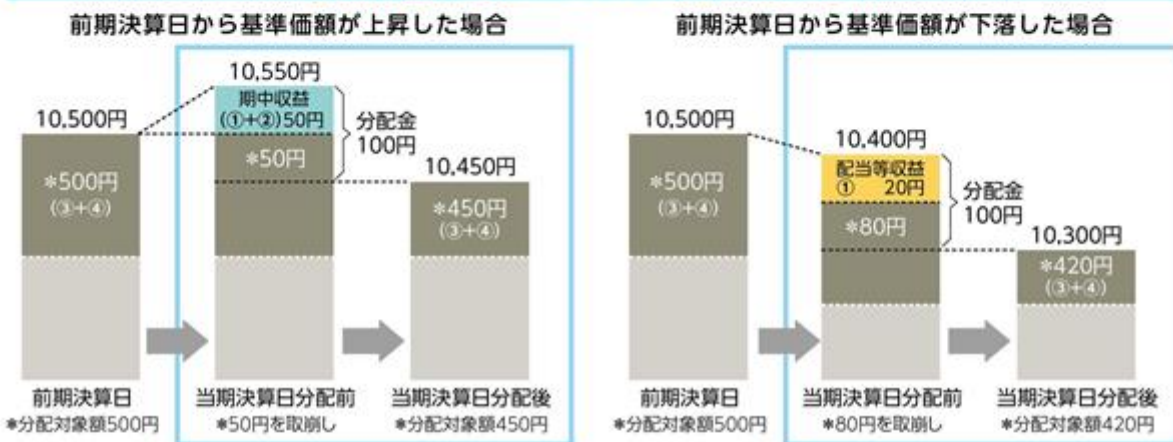 前期決算日から基準価額が上昇した場合
10,550円
期中収益
(①+②)50円
10,500円
分配金
100円
*50円
10,450円
*500円
(③+④)
*450円
(③+④)
前期決算日
*分配対象額500円
当期決算日分配前
*50円を取崩し
当期決算日分配後
*分配対象額450円
前期決算日から基準価額が下落した場合
10,500円
10,400円
配当等収益
① 20円
分配金
100円
*500円
(③+④)
*80円
10,300円
*420円
(③+④)
前期決算日
*分配対象額500円
当期決算日分配前
*80円を取崩し
当期決算日分配後
*分配対象額420円